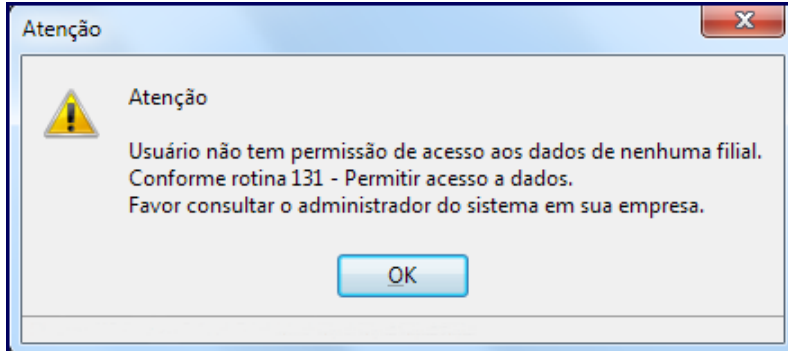 Atenção
Atenção
Usuário não tem permissão de acesso aos dados de nenhuma filial.
Conforme rotina 131 - Permitir acesso a dados.
Favor consultar o administrador do sistema em sua empresa.
OK